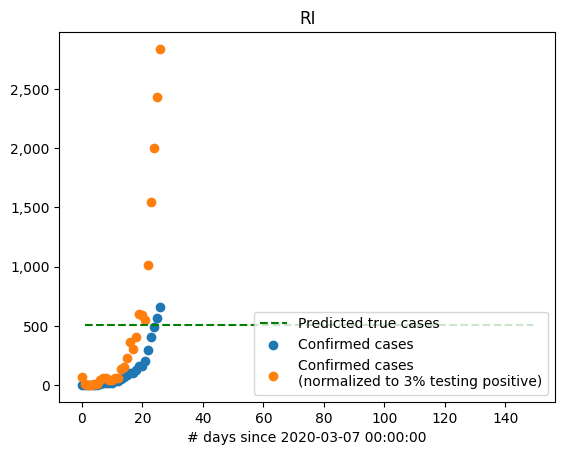 RI
2,500
2,000
1,500
1,000
500
0
Predicted true cases
Confirmed cases
Confirmed cases
(normalized to 3% testing positive)
0 20 40 60 80 100 120 140
# days since 2020-03-07 00:00:00